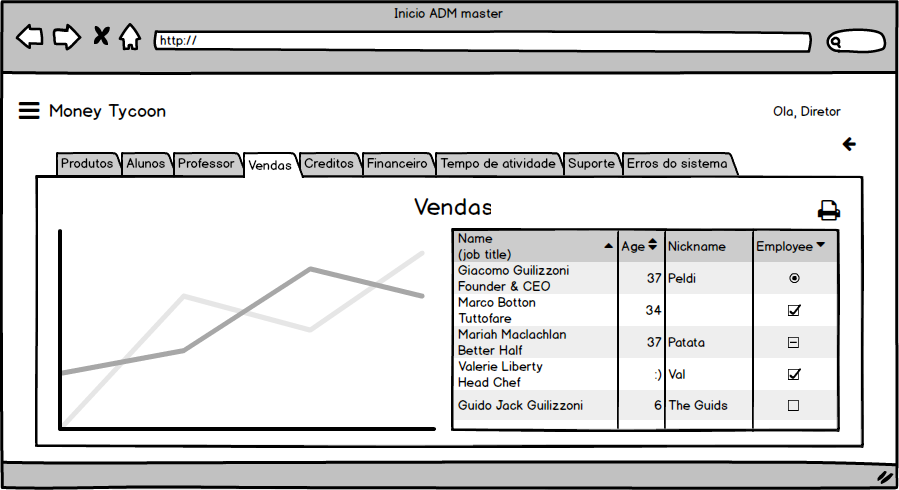 Inicio ADM master
http://
Money Tycoon
Ola, Diretor
Produtos Alunos Professor Vendas Creditos Financeiro Tempo de atividade Suporte Erros do sistema
Vendas
Name
(job title)
Age Nickname Employee
Giacomo Guilizzoni
Founder & CEO
37 Peldi
Marco Botton
Tuttofare
34
Mariah Maclachlan
Better Half
37 Patata
Valerie Liberty
Head Chef
:) Val
Guido Jack Guilizzoni 6 The Guids